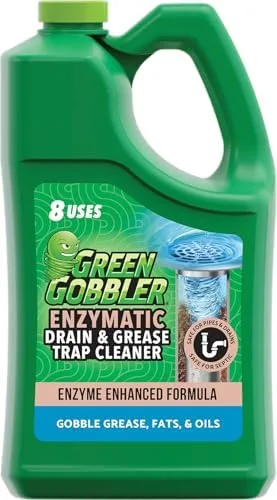 8 USES
GREEN
GOBBLER
ENZYMATIC
DRAIN & GREASE
TRAP CLEANER
SAFE FOR PIPES & DRAINS
SAFE FOR SEPTIC
ENZYME ENHANCED FORMULA
GOBBLE GREASE, FATS, & OILS